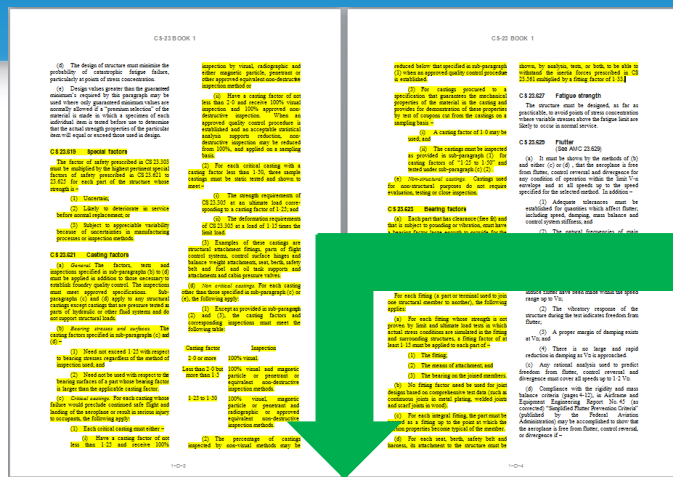 CS-23 BOOK 1
(d) The design of structure must minimise the
probability of catastrophic fatigue failure,
particularly at points of stress concentration.
(e) Design values greater than the guaranteed
minimum's required by this paragraph may be
used where only guaranteed minimum values are
normally allowed if a "premium selection" of the
material is made in which a specimen of each
individual item is tested before use to determine
that the actual strength properties of the particular
item will equal or exceed those used in design.
CS 23.619 Special factors
The factor of safety prescribed in CS 23.303
must be multiplied by the highest pertinent special
factors of safety prescribed in CS 23.621 to
23.625 for each part of the structure whose
strength is –
(1) Uncertain;
(2) Likely to deteriorate in service
before normal replacement; or
(3) Subject to appreciable variability
because of uncertainties in manufacturing
processes or inspection methods.
CS 23.621 Casting factors
(a) General. The factors, tests and
inspections specified in sub-paragraphs (b) to (d)
must be applied in addition to those necessary to
establish foundry quality control. The inspections
must meet approved specifications. Sub-
paragraphs (c) and (d) apply to any structural
castings except castings that are pressure tested as
parts of hydraulic or other fluid systems and do
not support structural loads.
(b) Bearing stresses and surfaces. The
casting factors specified in sub-paragraphs (c) and
(d) –
(1) Need not exceed 1·25 with respect
to bearing stresses regardless of the method of
inspection used; and
(2) Need not be used with respect to the
bearing surfaces of a part whose bearing factor
is larger than the applicable casting factor.
(c) Critical castings. For each casting whose
failure would preclude continued safe flight and
landing of the aeroplane or result in serious injury
to occupants, the following apply:
(1) Each critical casting must either –
(i) Have a casting factor of not
less than 1·25 and receive 100%
inspection by visual, radiographic and
either magnetic particle, penetrant or
other approved equivalent non-destructive
inspection method or
(ii) Have a casting factor of not
less than 2·0 and receive 100% visual
inspection and 100% approved non-
destructive inspection. When an
approved quality control procedure is
established and an acceptable statistical
analysis supports reduction, non-
destructive inspection may be reduced
from 100%, and applied on a sampling
basis.
(2) For each critical casting with a
casting factor less than 1·50, three sample
castings must be static tested and shown to
meet –
(i) The strength requirements of
CS 23.305 at an ultimate load corre-
sponding to a casting factor of 1·25; and
(ii) The deformation requirements
of CS 23.305 at a load of 1·15 times the
limit load.
(3) Examples of these castings are
structural attachment fittings, parts of flight
control systems, control surface hinges and
balance weight attachments, seat, berth, safety
belt and fuel and oil tank supports and
attachments and cabin pressure valves.
(d) Non critical castings. For each casting
other than those specified in sub-paragraph (c) or
(e), the following apply:
(1) Except as provided in sub-paragraph
(2) and (3), the casting factors and
corresponding inspections must meet the
following table:
Casting factor Inspection
2·0 or more 100% visual.
Less than 2·0 but 100% visual and magnetic
more than 1·5 particle or penetrant or
equivalent non-destructive
inspection methods.
1·25 to 1·50 100% visual, magnetic
particle or penetrant and
radiographic or approved
equivalent non-destructive
inspection methods.
(2) The percentage of castings
inspected by non-visual methods may be
1–D–3
CS-23 BOOK 1
reduced below that specified in sub-paragraph
(1) when an approved quality control procedure
is established.
(3) For castings procured to a
specification that guarantees the mechanical
properties of the material in the casting and
provides for demonstration of these properties
by test of coupons cut from the castings on a
sampling basis –
(i) A casting factor of 1·0 may be
used; and
(ii) The castings must be inspected
as provided in sub-paragraph (1) for
casting factors of "1·25 to 1·50" and
tested under sub-paragraph (c) (2).
(e) Non-structural castings. Castings used
for non-structural purposes do not require
evaluation, testing or close inspection.
CS 23.623 Bearing factors
(a) Each part that has clearance (free fit) and
that is subject to pounding or vibration, must have
a bearing factor large enough to provide for the
For each fitting (a part or terminal used to join
one structural member to another), the following
applies:
(a) For each fitting whose strength is not
proven by limit and ultimate load tests in which
actual stress conditions are simulated in the fitting
and surrounding structures, a fitting factor of at
least 1·15 must be applied to each part of –
(1) The fitting;
(2) The means of attachment; and
(3) The bearing on the joined members.
(b) No fitting factor need be used for joint
designs based on comprehensive test data (such as
continuous joints in metal plating, welded joints
and scarf joints in wood).
(c) For each integral fitting, the part must be
as a fitting up to the point at which the
properties become typical of the member.
(d) For each seat, berth, safety belt and
harness, its attachment to the structure must be
shown, by analysis, tests, or both, to be able to
withstand the inertia forces prescribed in CS
23.561 multiplied by a fitting factor of 1·33.
CS 23.627 Fatigue strength
The structure must be designed, as far as
practicable, to avoid points of stress concentration
where variable stresses above the fatigue limit are
likely to occur in normal service.
CS 23.629 Flutter
(See AMC 23.629)
(a) It must be shown by the methods of (b)
and either (c) or (d), that the aeroplane is free
from flutter, control reversal and divergence for
any condition of operation within the limit V-n
envelope and at all speeds up to the speed
specified for the selected method. In addition –
(1) Adequate tolerances must be
established for quantities which affect flutter;
including speed, damping, mass balance and
control system stiffness; and
(2) The natural frequencies of main
induce flutter have been made within the speed
range up to VD;
(2) The vibratory response of the
structure during the test indicates freedom from
flutter;
(3) A proper margin of damping exists
at VD; and
(4) There is no large and rapid
reduction in damping as VD is approached.
(c) Any rational analysis used to predict
freedom from flutter, control reversal and
divergence must cover all speeds up to 1·2 VD.
(d) Compliance with the rigidity and mass
balance criteria (pages 4–12), in Airframe and
Equipment Engineering Report No. 45 (as
corrected) "Simplified Flutter Prevention Criteria"
(published by the Federal Aviation
Administration) may be accomplished to show that
the aeroplane is free from flutter, control reversal,
or divergence if –
1–D–4